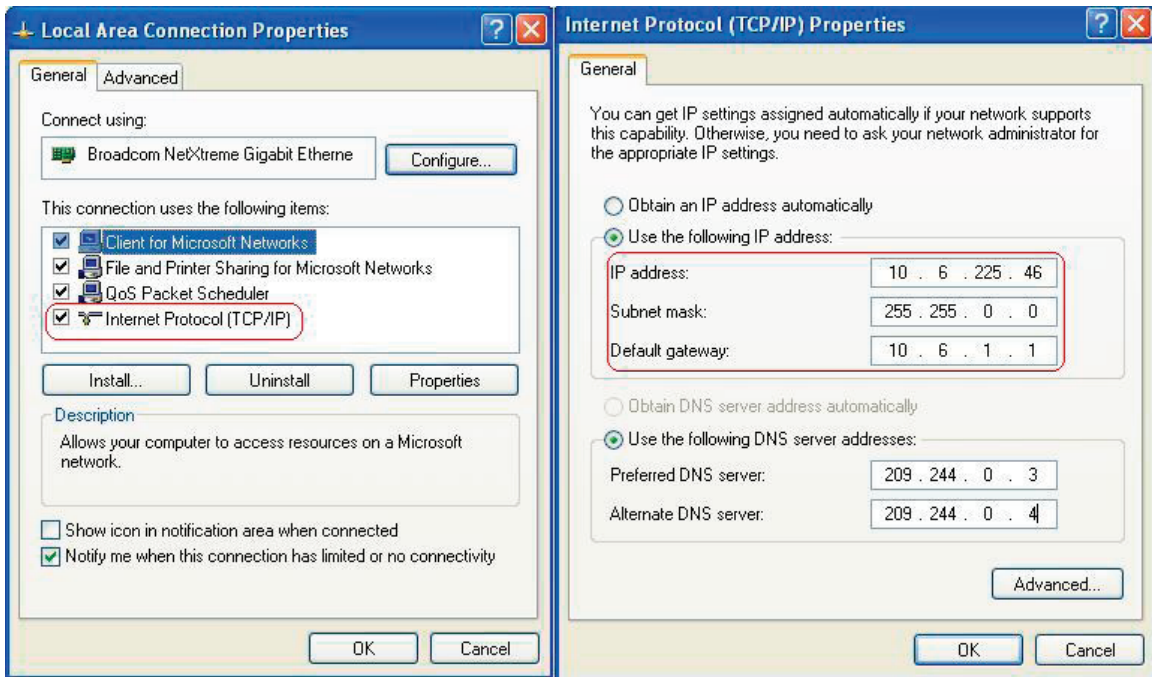 Local Area Connection Properties
General
Advanced
Connect using:
Broadcom NetXtreme Gigabit Etherne
Configure...
This connection uses the following items:
Client for Microsoft Networks
File and Printer Sharing for Microsoft Networks
QoS Packet Scheduler
Internet Protocol (TCP/IP)
Install...
Uninstall
Properties
Description
Allows your computer to access resources on a Microsoft
network.
Show icon in notification area when connected
Notify me when this connection has limited or no connectivity
OK
Cancel
Internet Protocol (TCP/IP) Properties
General
You can get IP settings assigned automatically if your network supports
this capability. Otherwise, you need to ask your network administrator for
the appropriate IP settings.
Obtain an IP address automatically
Use the following IP address:
IP address: 10 . 6 . 225 . 46
Subnet mask: 255 . 255 . 0 . 0
Default gateway: 10 . 6 . 1 . 1
Obtain DNS server address automatically
Use the following DNS server addresses:
Preferred DNS server: 209 . 244 . 0 . 3
Alternate DNS server: 209 . 244 . 0 . 4
Advanced...
OK
Cancel